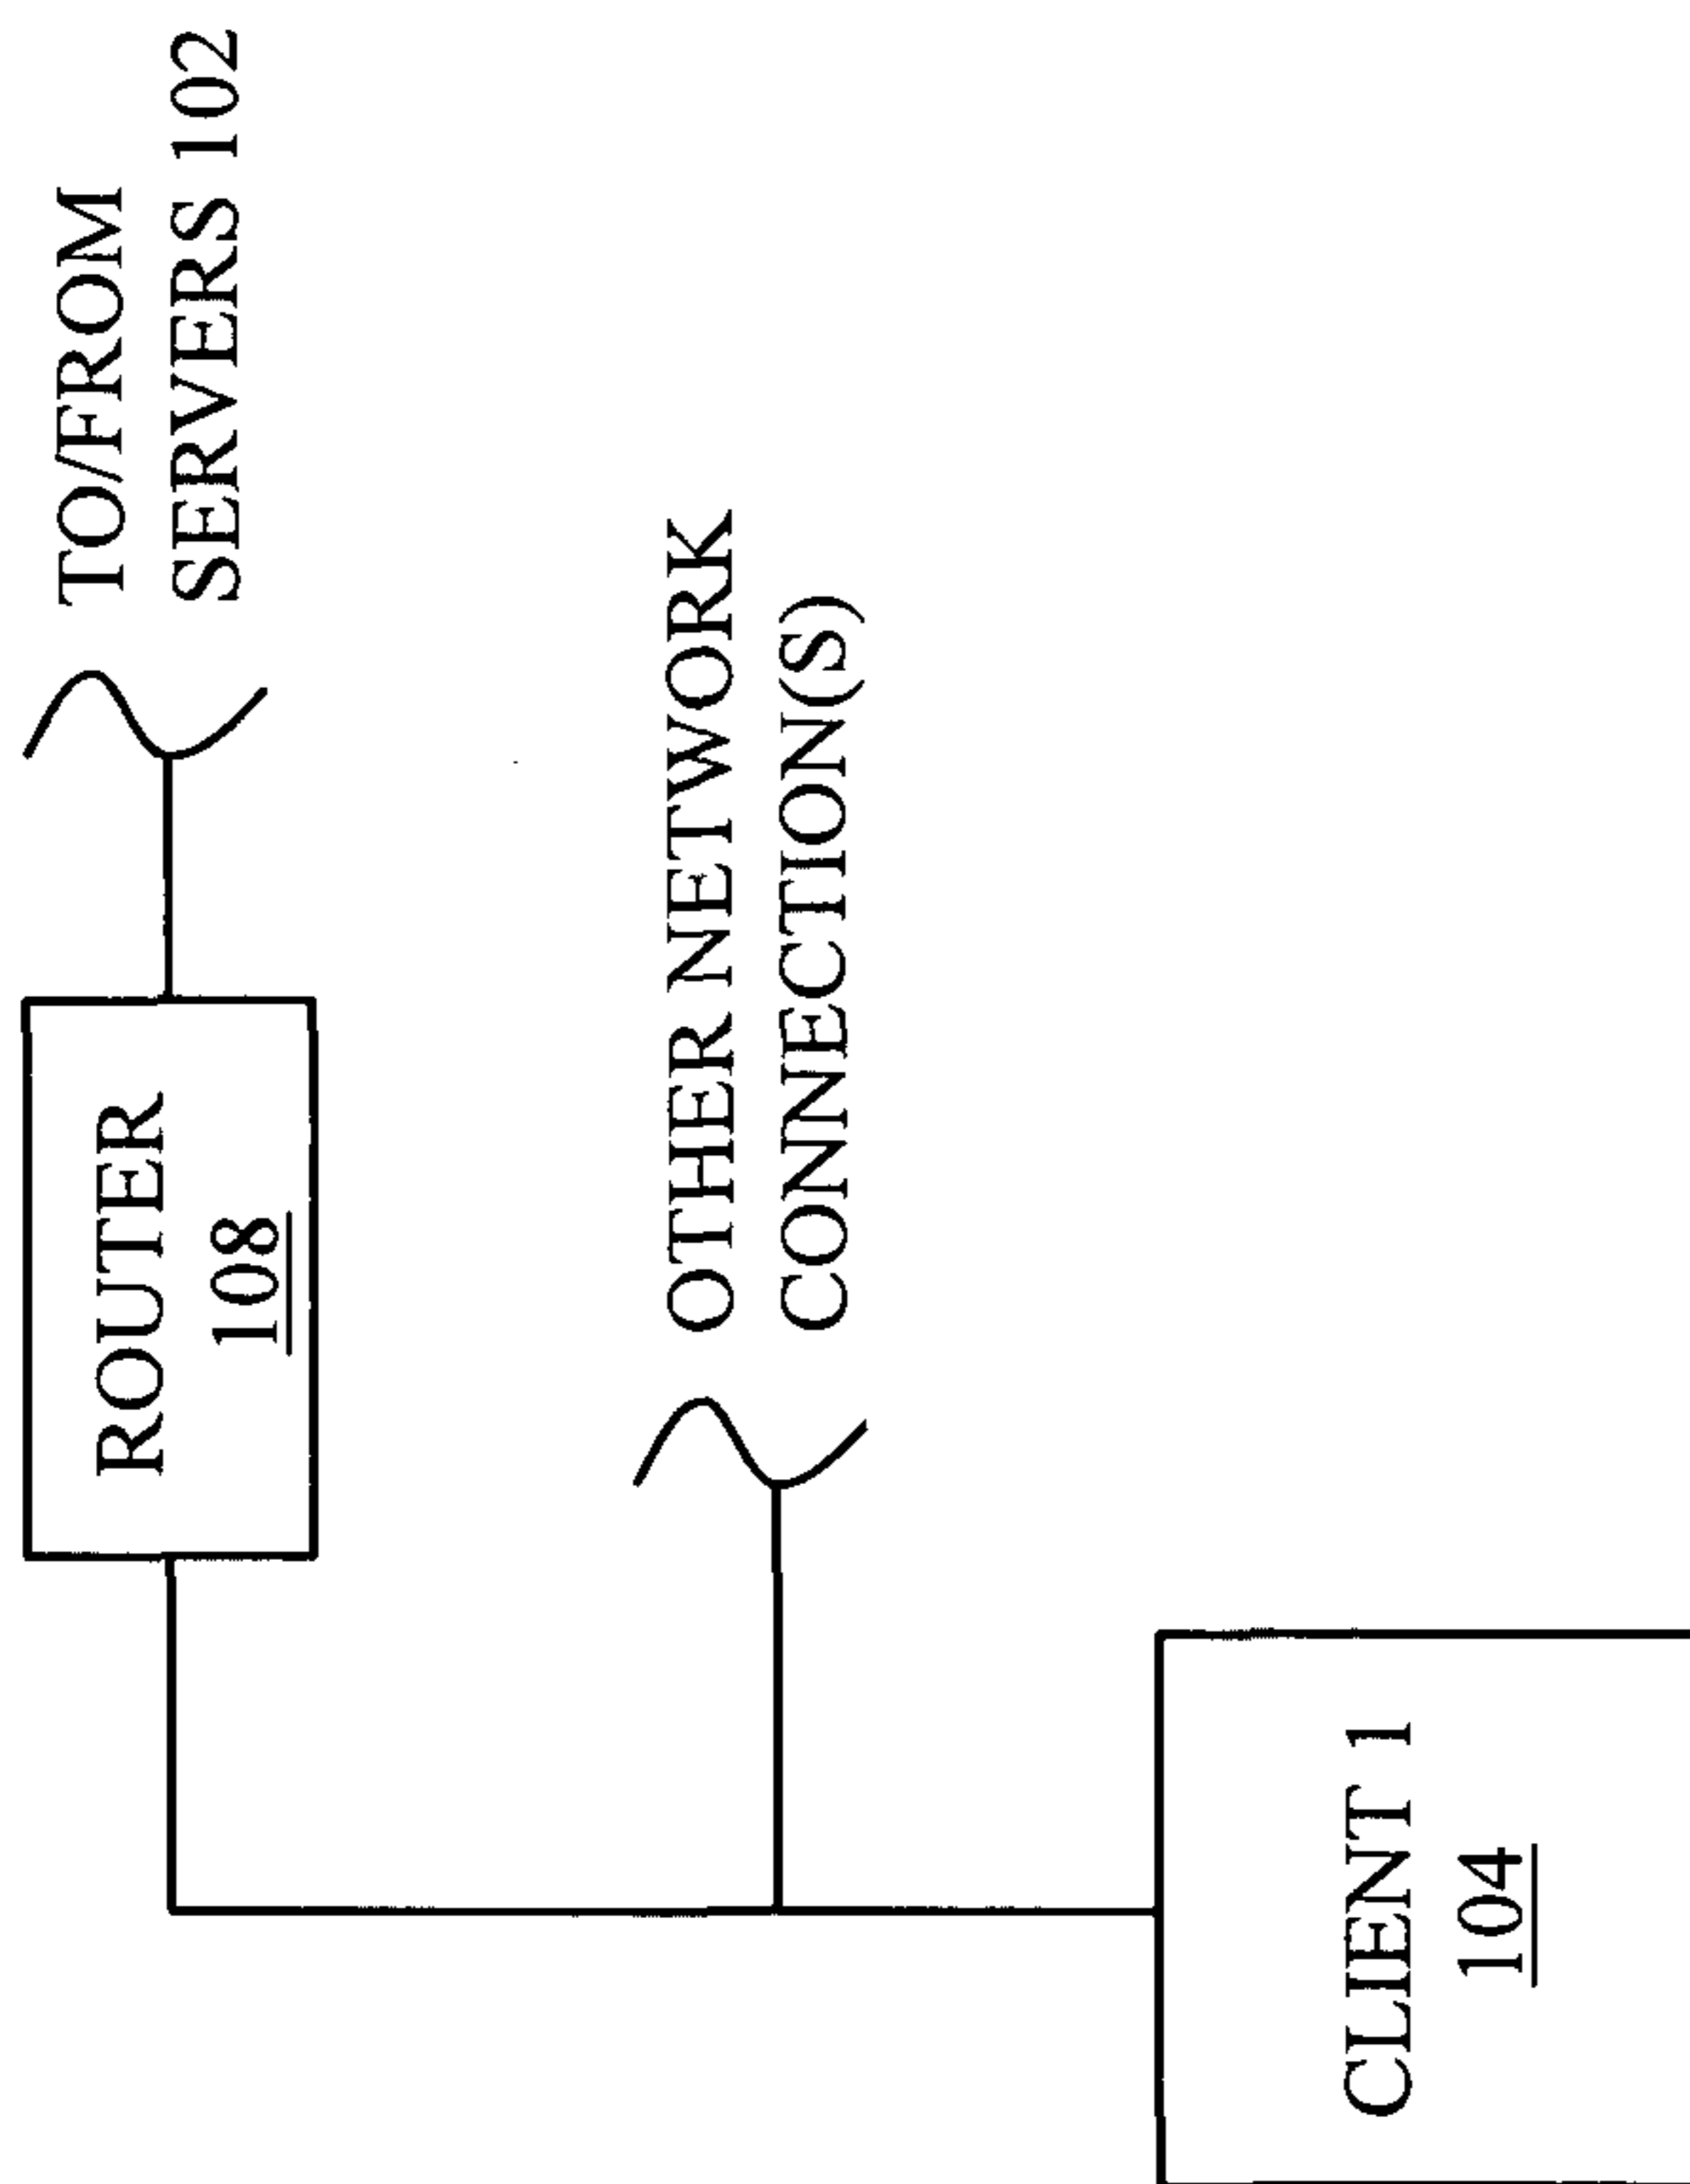 ROUTER
108
TO/FROM
SERVERS 102
OTHER NETWORK
CONNECTION(S)
CLIENT 1
104